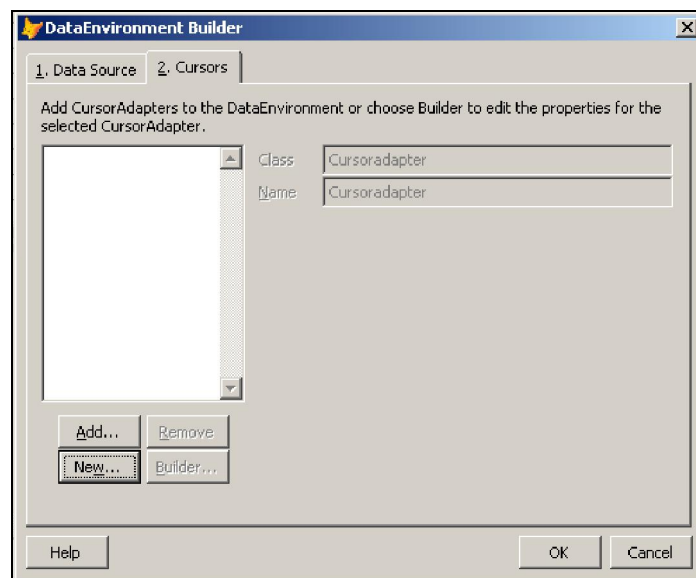 DataEnvironment Builder
1. Data Source
2. Cursors
Add CursorAdapters to the DataEnvironment or choose Builder to edit the properties for the
selected CursorAdapter.
Class
Cursoradapter
Name
Cursoradapter
Add...
Remove
New...
Builder...
Help
OK
Cancel